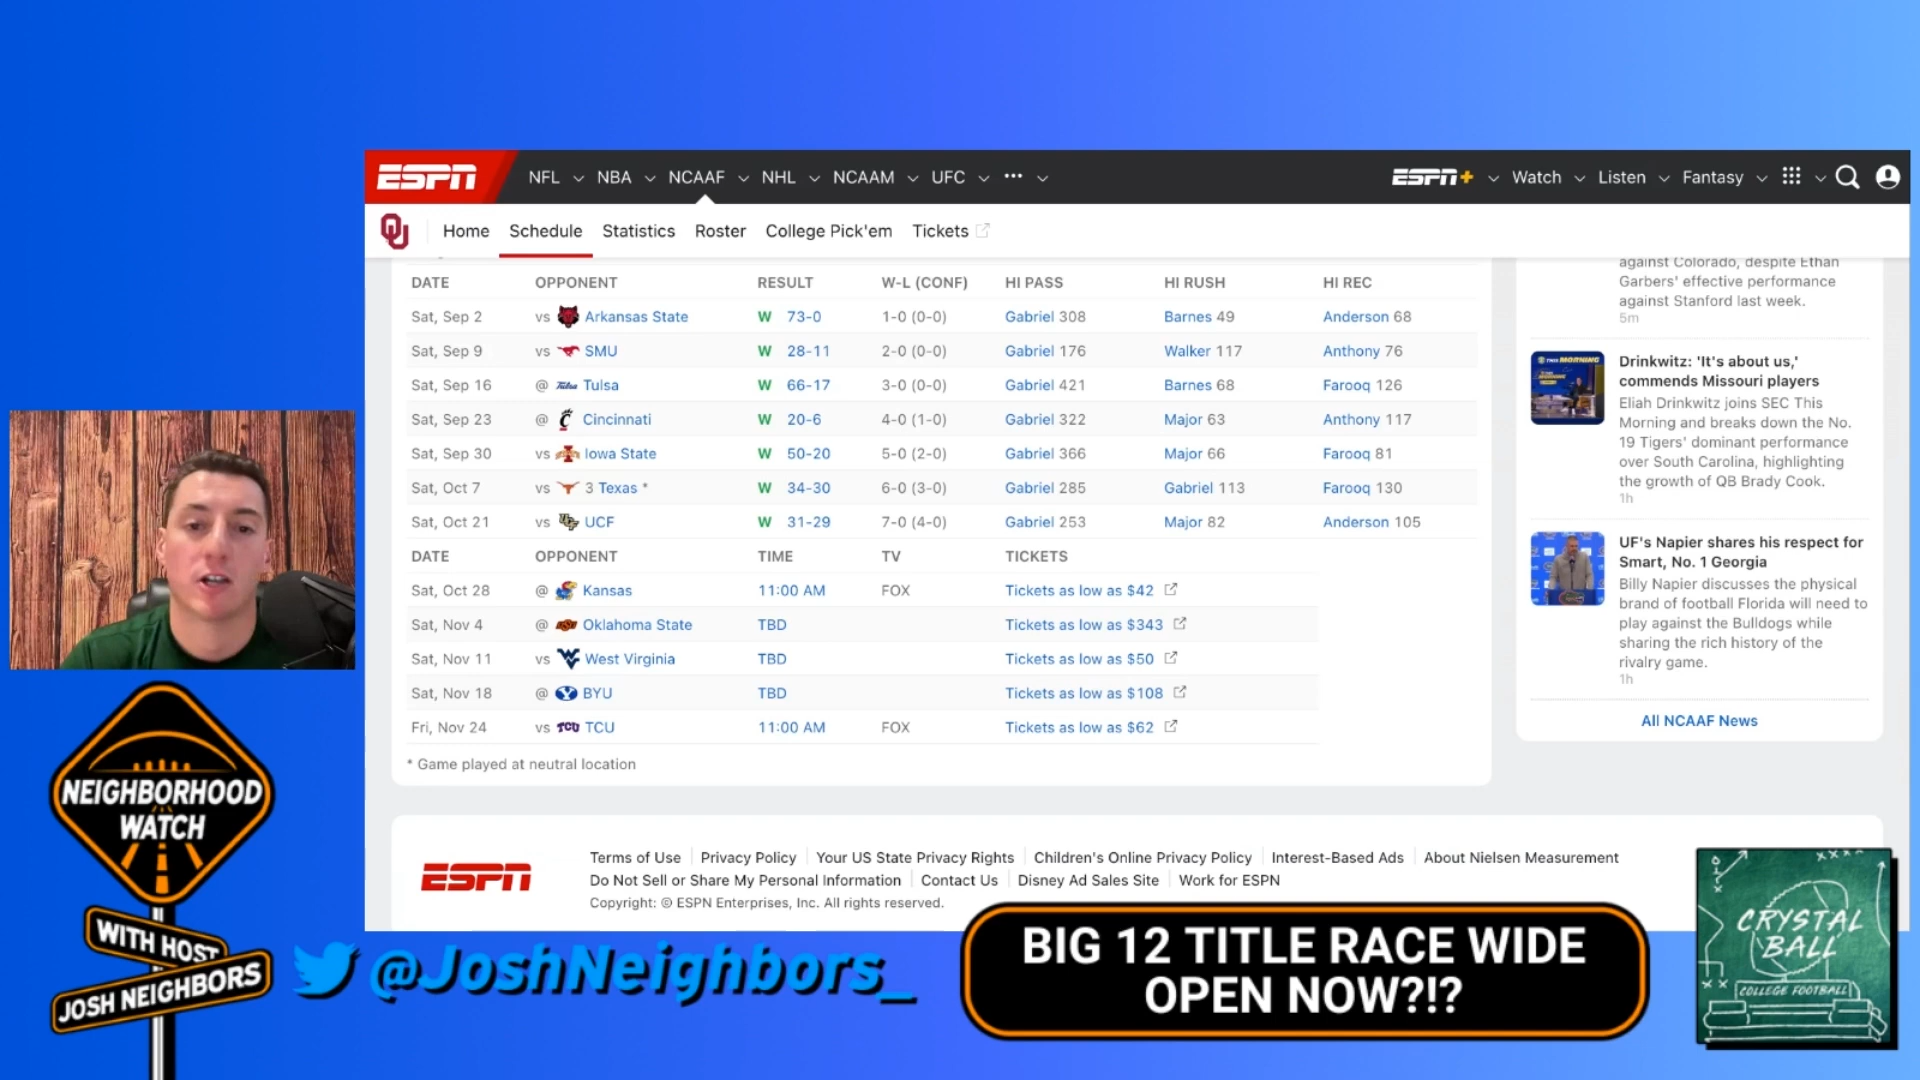 ESPN NFL NBA NCAAF NHL NCAAM UFC ESPN+ Watch Listen Fantasy
OU Home Schedule Statistics Roster College Pick'em Tickets
DATE OPPONENT RESULT W-L (CONF) HI PASS HI RUSH HI REC
Sat, Sep 2 vs Arkansas State W 73-0 1-0 (0-0) Gabriel 308 Barnes 49 Anderson 68
Sat, Sep 9 vs SMU W 28-11 2-0 (0-0) Gabriel 176 Walker 117 Anthony 76
Sat, Sep 16 @ Tulsa Tulsa W 66-17 3-0 (0-0) Gabriel 421 Barnes 68 Farooq 126
Sat, Sep 23 @ Cincinnati W 20-6 4-0 (1-0) Gabriel 322 Major 63 Anthony 117
Sat, Sep 30 vs Iowa State W 50-20 5-0 (2-0) Gabriel 366 Major 66 Farooq 81
Sat, Oct 7 vs 3 Texas * W 34-30 6-0 (3-0) Gabriel 285 Gabriel 113 Farooq 130
Sat, Oct 21 vs UCF W 31-29 7-0 (4-0) Gabriel 253 Major 82 Anderson 105
DATE OPPONENT TIME TV TICKETS
Sat, Oct 28 @ Kansas 11:00 AM FOX Tickets as low as $42
Sat, Nov 4 @ Oklahoma State TBD Tickets as low as $343
Sat, Nov 11 vs West Virginia TBD Tickets as low as $50
Sat, Nov 18 @ BYU TBD Tickets as low as $108
Fri, Nov 24 vs TCU TCU 11:00 AM FOX Tickets as low as $62
* Game played at neutral location
against Colorado, despite Ethan
Garbers' effective performance
against Stanford last week.
5m
Drinkwitz: 'It's about us,'
commends Missouri players
Eliah Drinkwitz joins SEC This
Morning and breaks down the No.
19 Tigers' dominant performance
over South Carolina, highlighting
the growth of QB Brady Cook.
1h
UF's Napier shares his respect for
Smart, No. 1 Georgia
Billy Napier discusses the physical
brand of football Florida will need to
play against the Bulldogs while
sharing the rich history of the
rivalry game.
1h
All NCAAF News
ESPN
Terms of Use Privacy Policy Your US State Privacy Rights Children's Online Privacy Policy Interest-Based Ads About Nielsen Measurement
Do Not Sell or Share My Personal Information Contact Us Disney Ad Sales Site Work for ESPN
Copyright: © ESPN Enterprises, Inc. All rights reserved.
NEIGHBORHOOD
WATCH
WITH HOST
JOSH NEIGHBORS
@JoshNeighbors_
BIG 12 TITLE RACE WIDE
OPEN NOW?!?
CRYSTAL
BALL
COLLEGE FOOTBALL